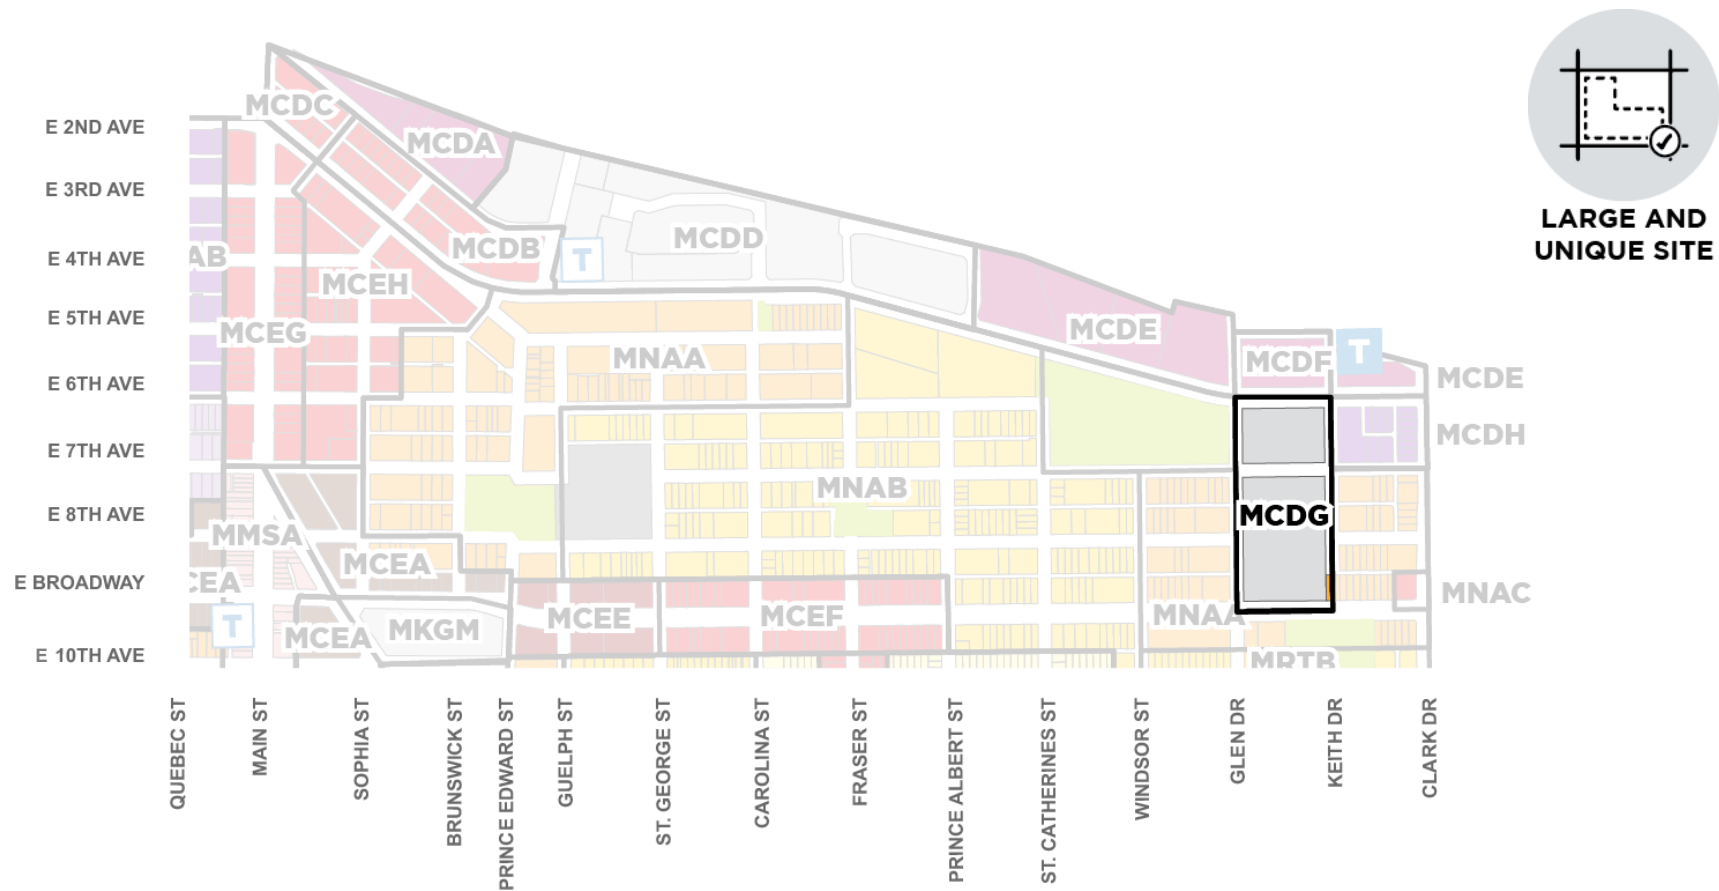 LARGE AND
UNIQUE SITE
E 2ND AVE
E 3RD AVE
E 4TH AVE
E 5TH AVE
E 6TH AVE
E 7TH AVE
E 8TH AVE
E BROADWAY
E 10TH AVE
MCDC
MCDA
MCDB
MCDD
T
AB
MCEH
MCEG
MNAA
MCDE
MCDF
T
MCDE
MCDH
MNAB
MCDG
MMSA
MCEA
CEA
MNAC
MCEE
MCEF
MNAA
T
MCEA
MKGM
MRTB
QUEBEC ST
MAIN ST
SOPHIA ST
BRUNSWICK ST
PRINCE EDWARD ST
GUELPH ST
ST. GEORGE ST
CAROLINA ST
FRASER ST
PRINCE ALBERT ST
ST. CATHERINES ST
WINDSOR ST
GLEN DR
KEITH DR
CLARK DR